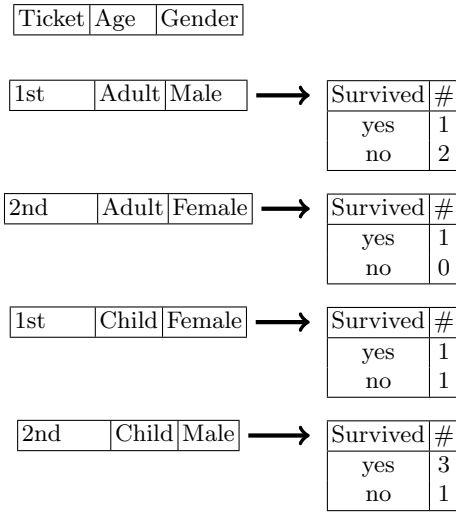 Ticket Age Gender
1st Adult Male
Survived #
yes 1
no 2
2nd Adult Female
Survived #
yes 1
no 0
1st Child Female
Survived #
yes 1
no 1
2nd Child Male
Survived #
yes 3
no 1